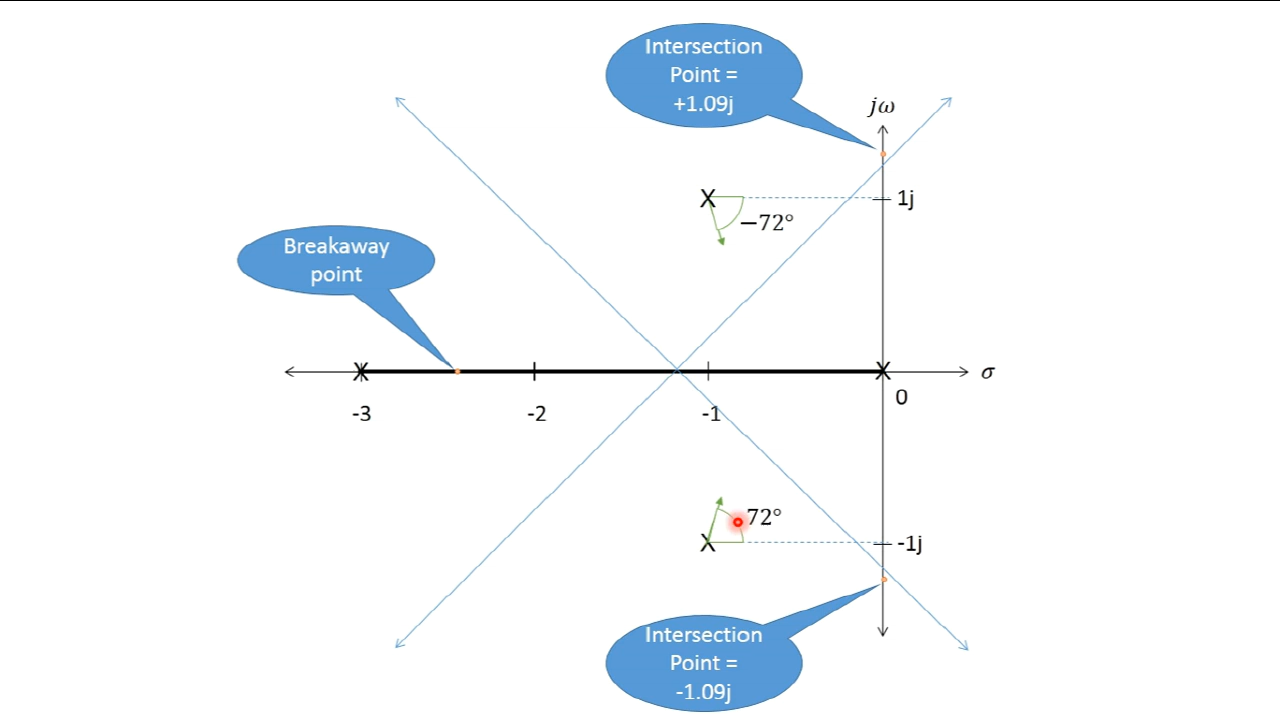 Intersection
Point =
+1.09j
jω
1j
−72°
Breakaway
point
σ
-3
-2
-1
0
72°
-1j
Intersection
Point =
-1.09j